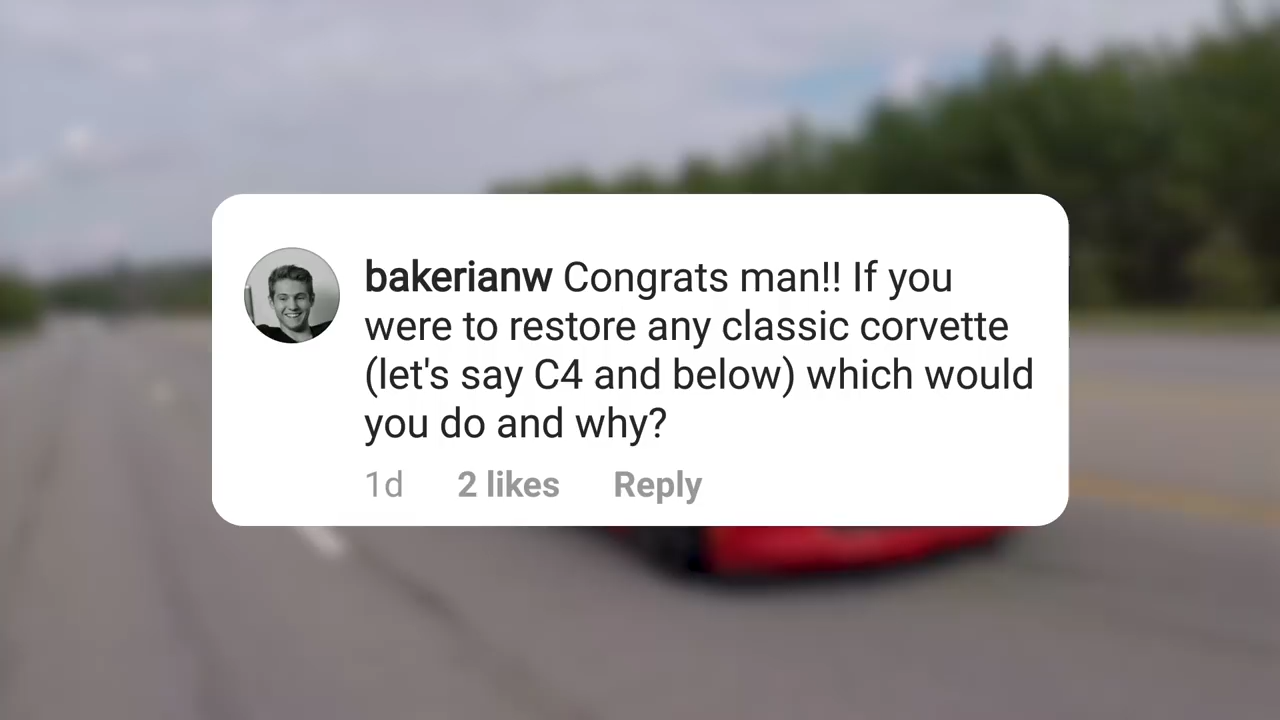 bakerianw Congrats man!! If you
were to restore any classic corvette
(let's say C4 and below) which would
you do and why?
1d 2 likes Reply